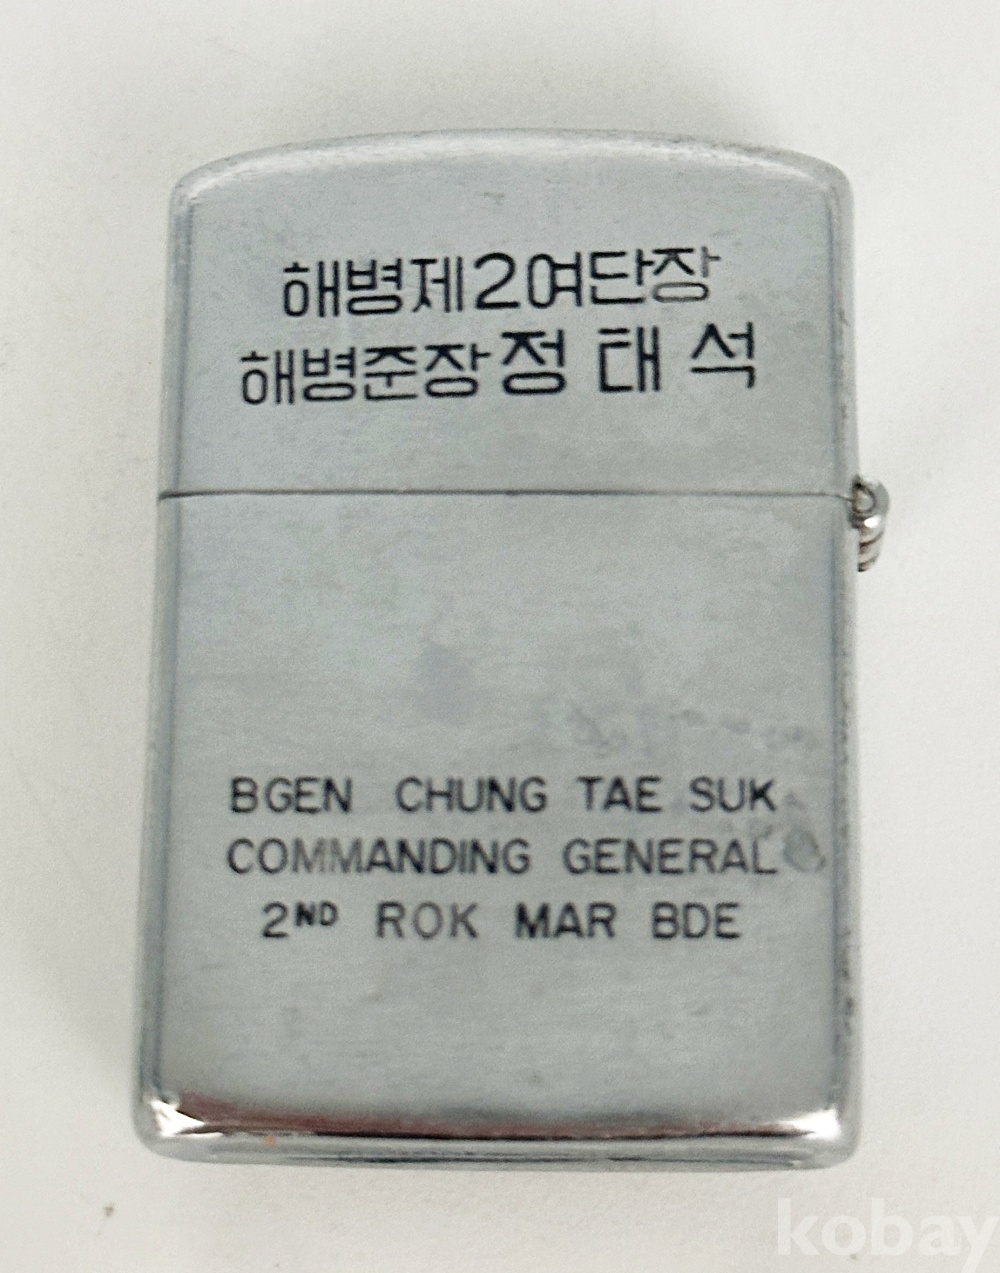 해병제2여단장
해병준장 정 태 석
BGEN CHUNG TAE SUK
COMMANDING GENERAL
2ND ROK MAR BDE
kobay